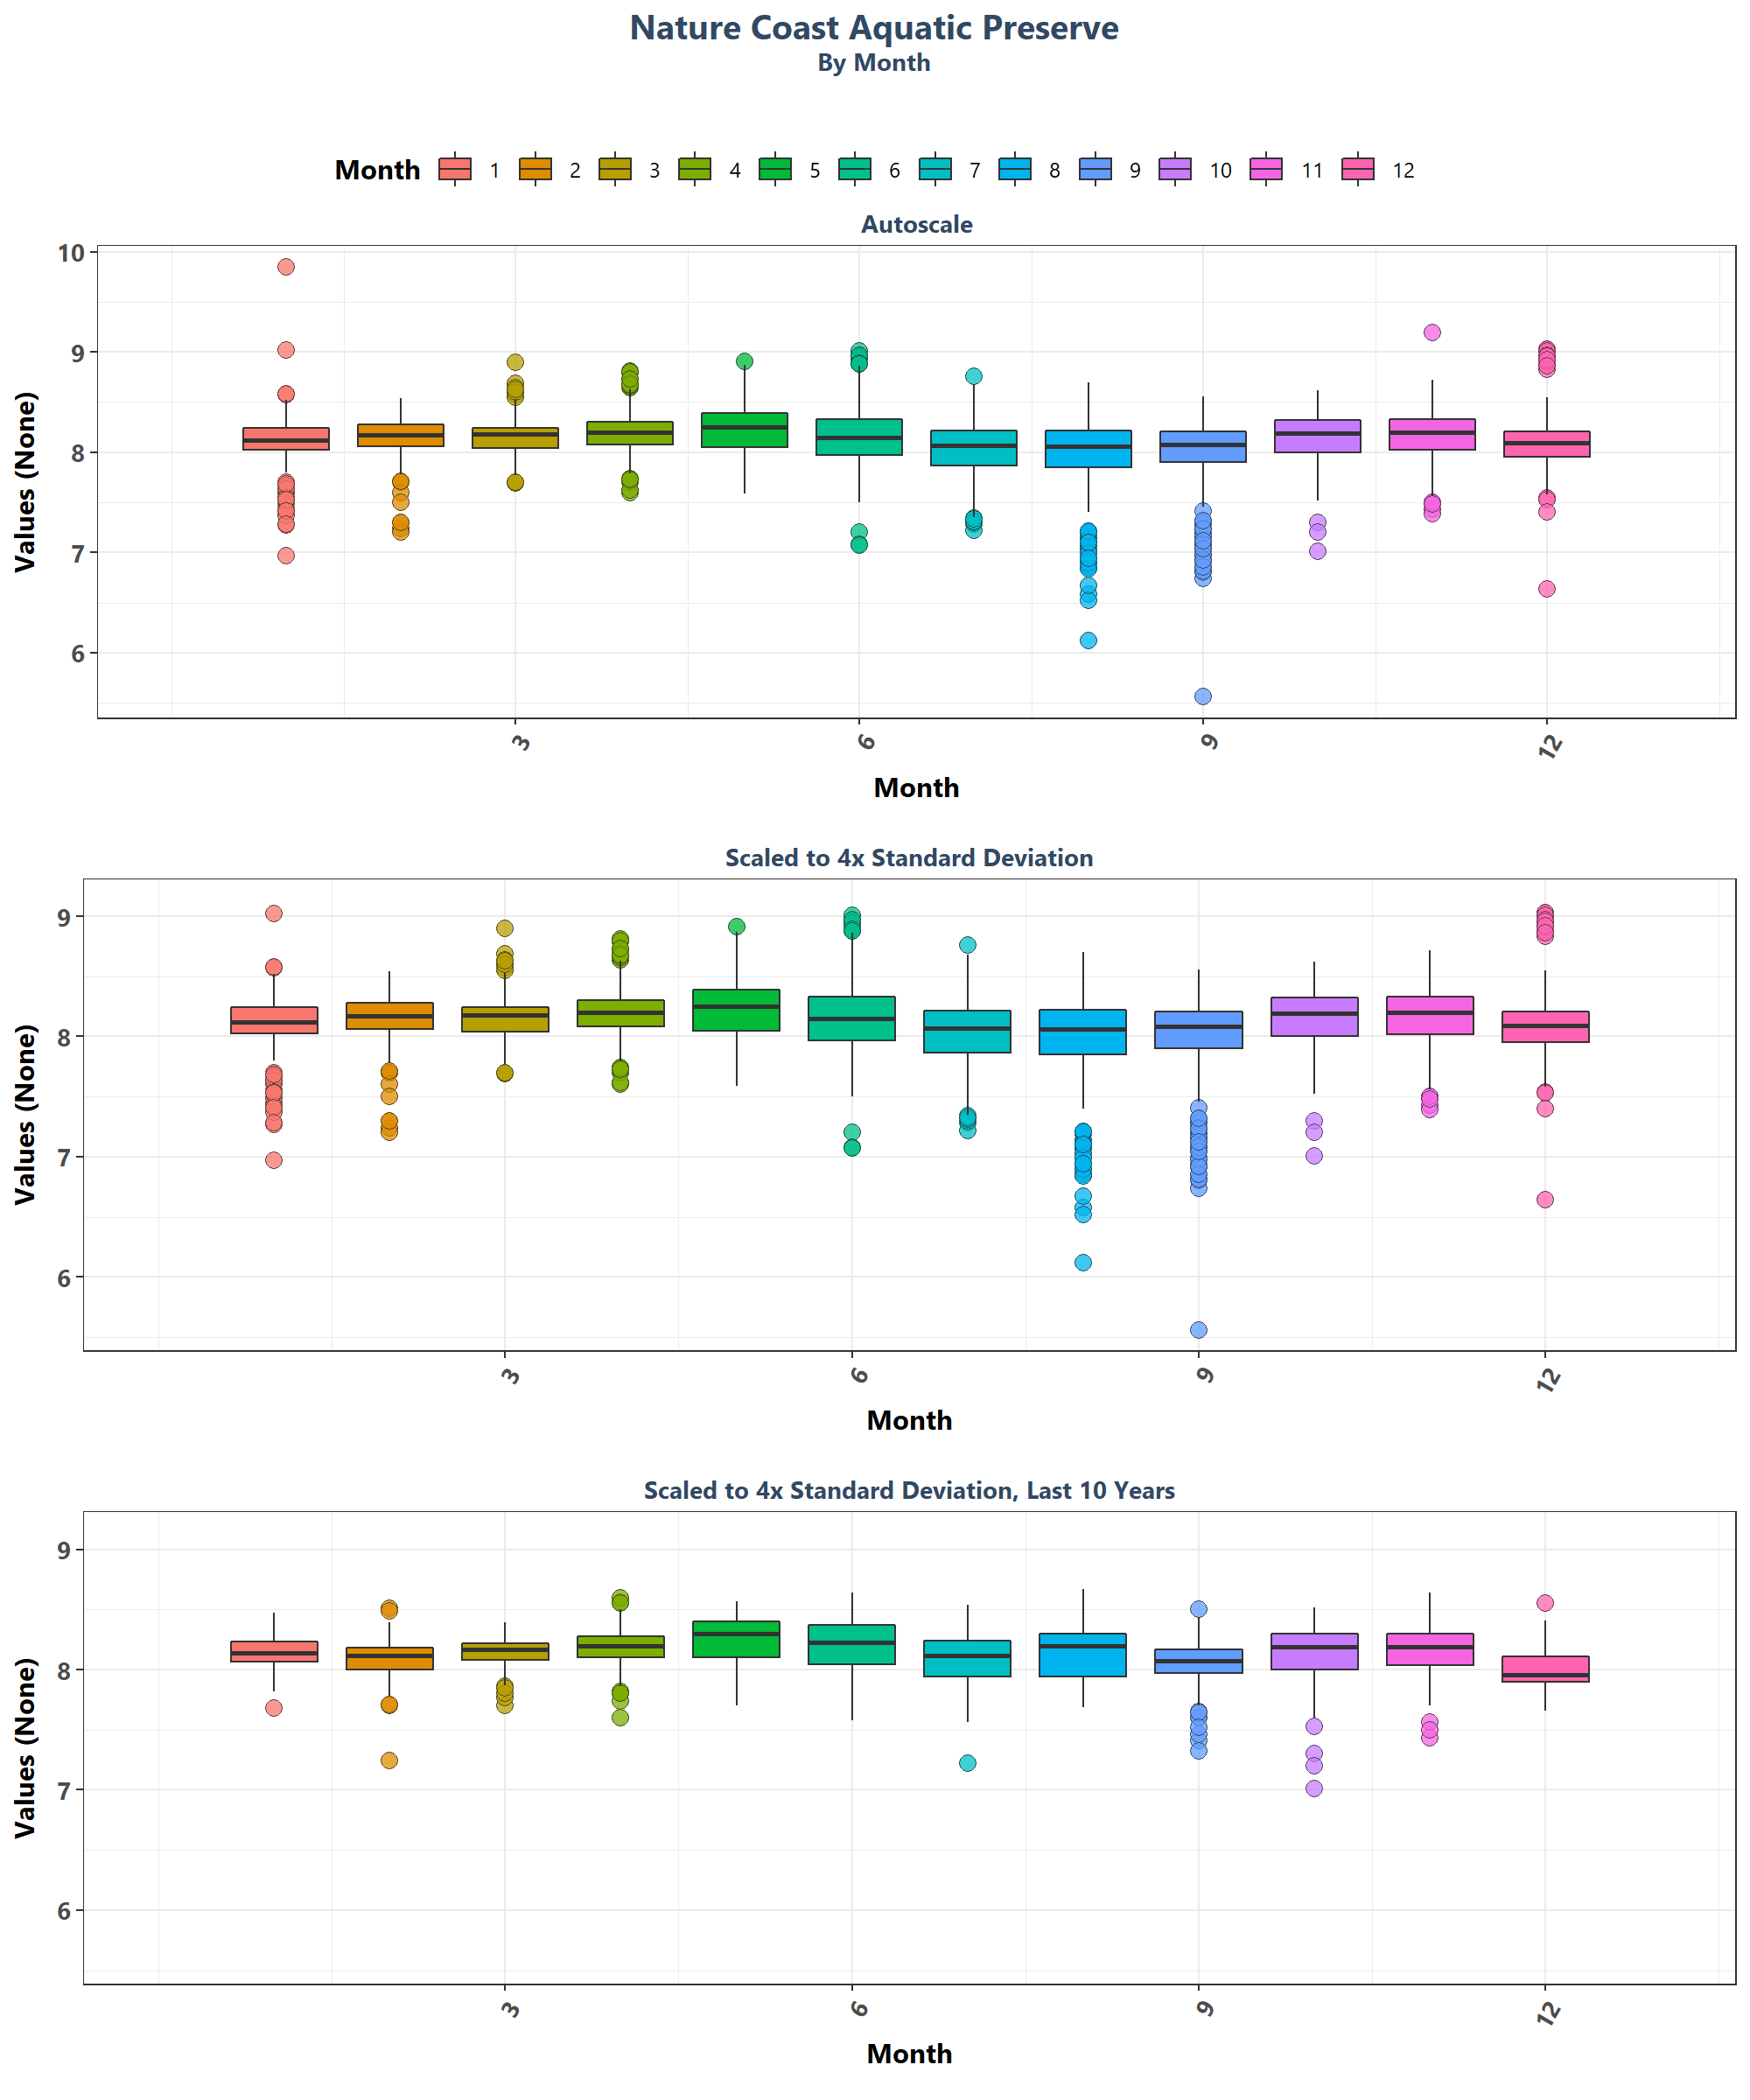 Nature Coast Aquatic Preserve
By Month
Month 1 2 3 4 5 6 7 8 9 10 11 12
Autoscale
10
9
8
7
6
Values (None)
3 6 9 12
Month
Scaled to 4x Standard Deviation
9
8
7
6
Values (None)
3 6 9 12
Month
Scaled to 4x Standard Deviation, Last 10 Years
9
8
7
6
Values (None)
3 6 9 12
Month